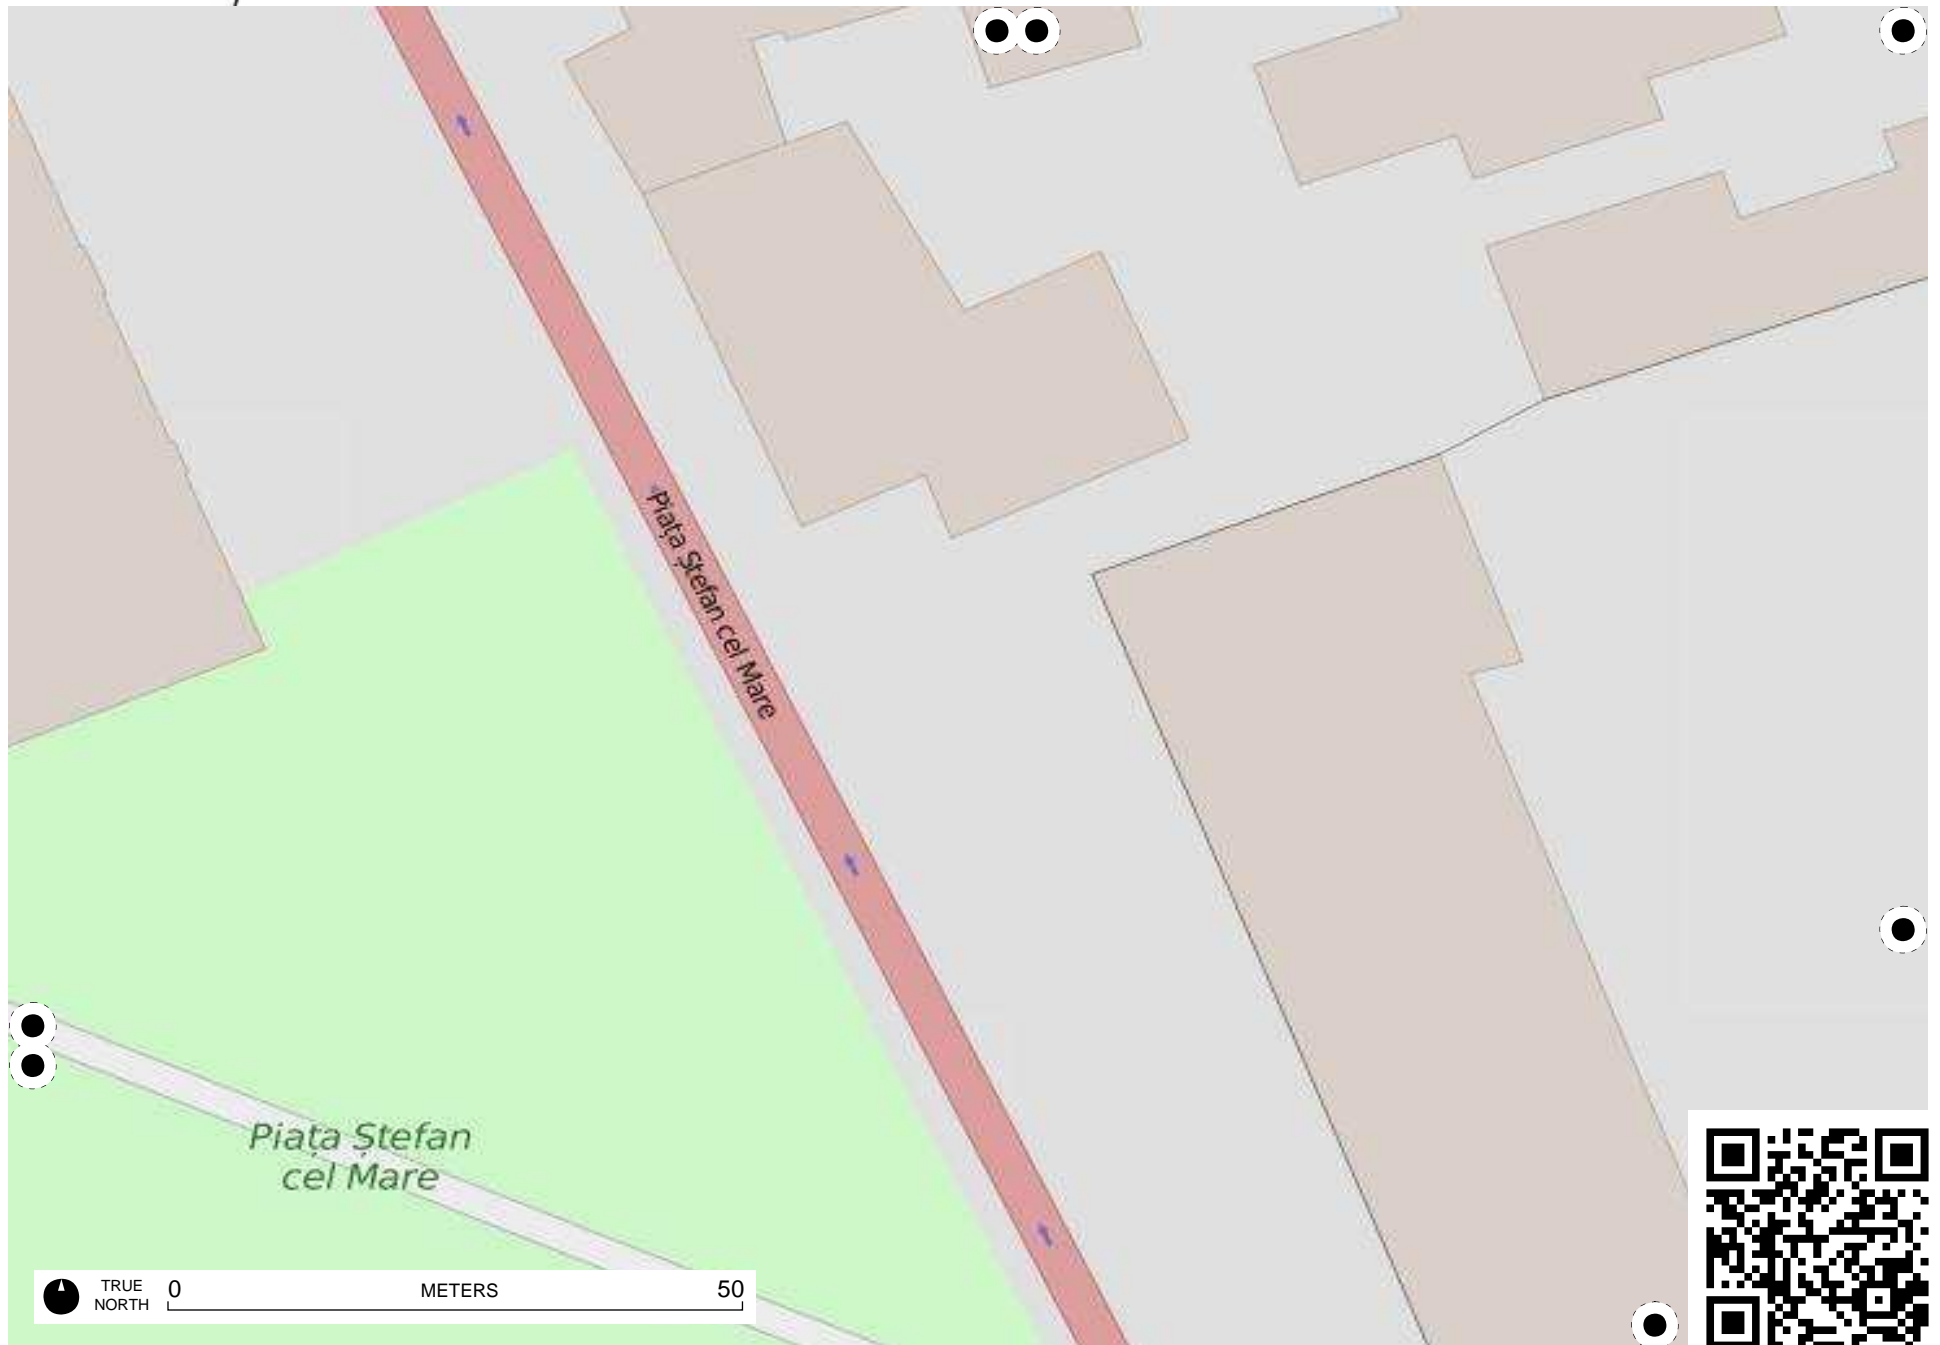 Piața Ștefan cel Mare
Piața Ștefan
cel Mare
TRUE
NORTH
0 METERS 50